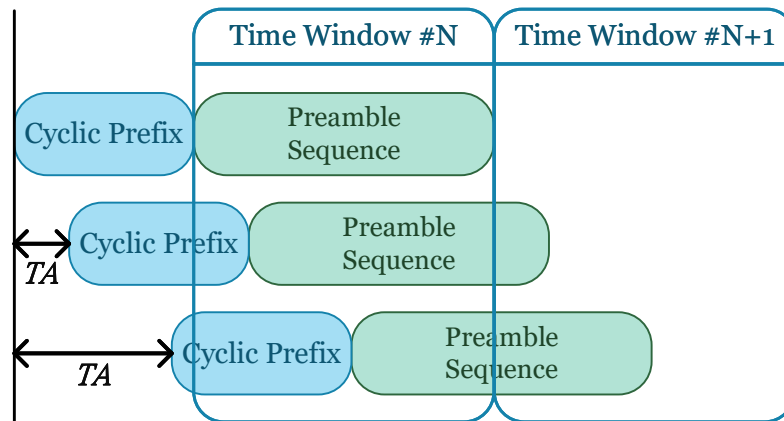 Time Window #N
Time Window #N+1
Cyclic Prefix
Preamble
Sequence
Cyclic Prefix
Preamble
Sequence
TA
Cyclic Prefix
Preamble
Sequence
TA